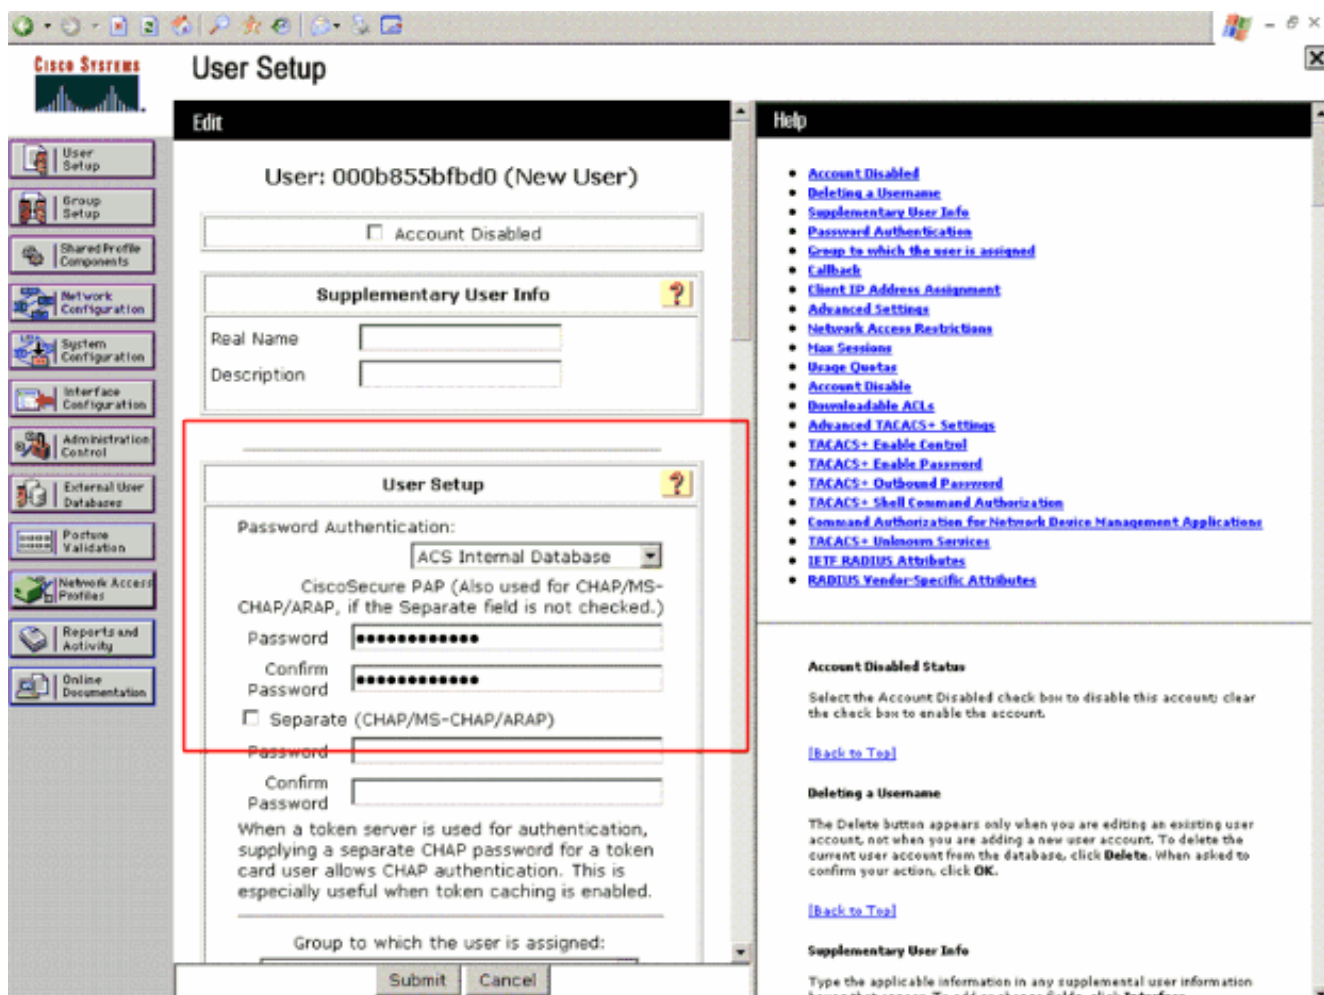 CISCO SYSTEMS
User Setup
User
Setup
Group
Setup
Shared Profile
Components
Network
Configuration
System
Configuration
Interface
Configuration
Administration
Control
External User
Databases
Posture
Validation
Network Access
Profiles
Reports and
Activity
Online
Documentation
Edit
User: 000b855bfbd0 (New User)
Account Disabled
Supplementary User Info
?
Real Name
Description
User Setup
?
Password Authentication:
ACS Internal Database
CiscoSecure PAP (Also used for CHAP/MS-
CHAP/ARAP, if the Separate field is not checked.)
Password ••••••••••••
Confirm
Password ••••••••••••
Separate (CHAP/MS-CHAP/ARAP)
Password
Confirm
Password
When a token server is used for authentication,
supplying a separate CHAP password for a token
card user allows CHAP authentication. This is
especially useful when token caching is enabled.
Group to which the user is assigned:
Submit Cancel
Help
Account Disabled
Deleting a Username
Supplementary User Info
Password Authentication
Group to which the user is assigned
Callback
Client IP Address Assignment
Advanced Settings
Network Access Restrictions
Max Sessions
Usage Quotas
Account Disable
Downloadable ACLs
Advanced TACACS+ Settings
TACACS+ Enable Control
TACACS+ Enable Password
TACACS+ Outbound Password
TACACS+ Shell Command Authorization
Command Authorization for Network Device Management Applications
TACACS+ Unknown Services
IETF RADIUS Attributes
RADIUS Vendor-Specific Attributes
Account Disabled Status
Select the Account Disabled check box to disable this account; clear
the check box to enable the account.
[Back to Top]
Deleting a Username
The Delete button appears only when you are editing an existing user
account, not when you are adding a new user account. To delete the
current user account from the database, click Delete. When asked to
confirm your action, click OK.
[Back to Top]
Supplementary User Info
Type the applicable information in any supplemental user information